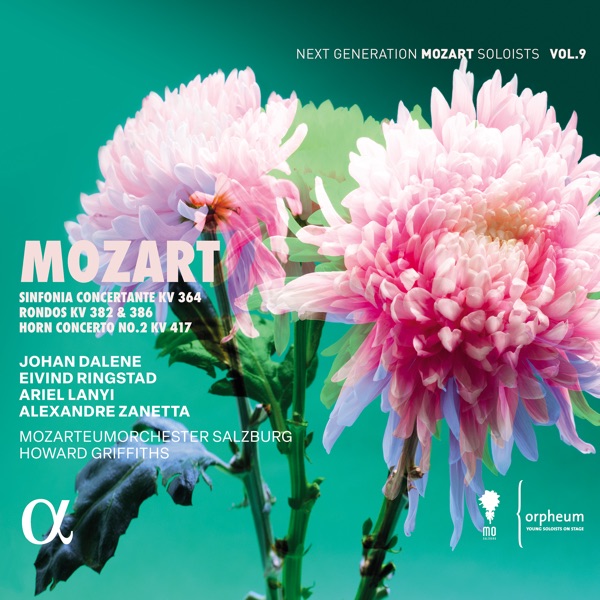 NEXT GENERATION MOZART SOLOISTS VOL.9
MOZART
SINFONIA CONCERTANTE KV 364
RONDOS KV 382 & 386
HORN CONCERTO NO.2 KV 417
JOHAN DALENE
EIVIND RINGSTAD
ARIEL LANYI
ALEXANDRE ZANETTA
MOZARTEUMORCHESTER SALZBURG
HOWARD GRIFFITHS
α
MO
SALZBURG
orpheum
YOUNG SOLOISTS ON STAGE